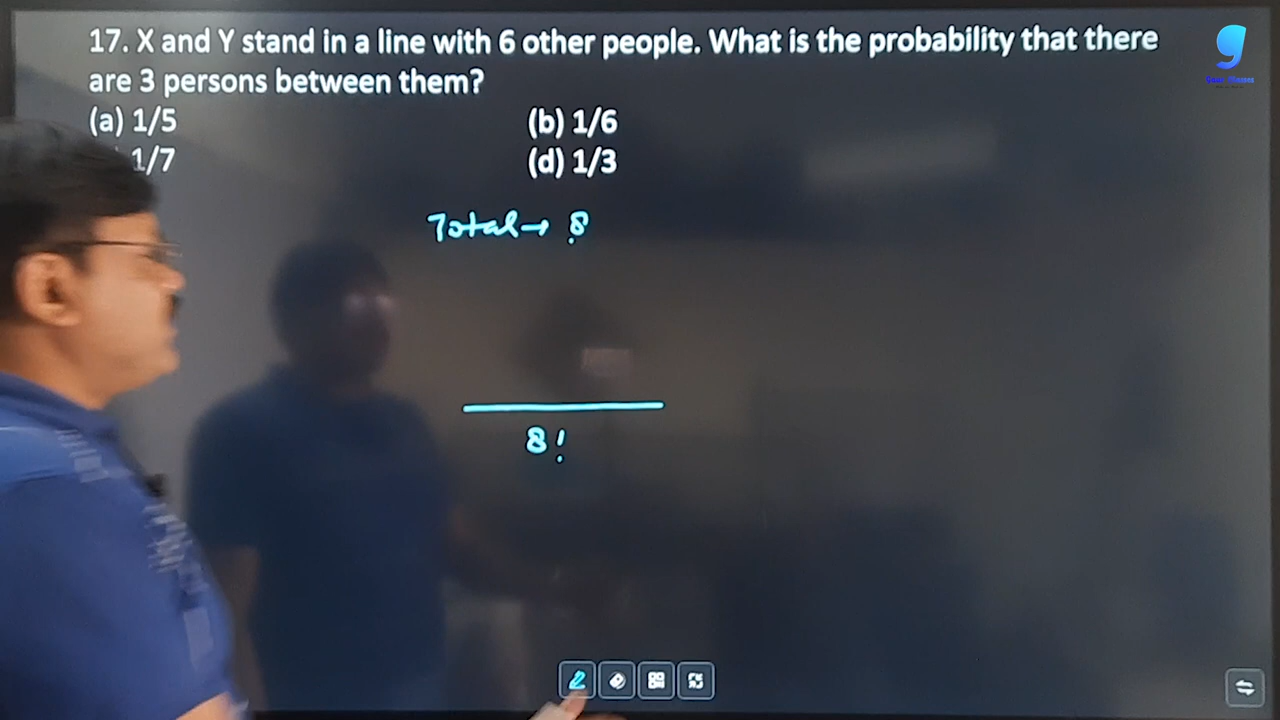 17. X and Y stand in a line with 6 other people. What is the probability that there
are 3 persons between them?
(a) 1/5 (b) 1/6
1/7 (d) 1/3
Total → 8
8!